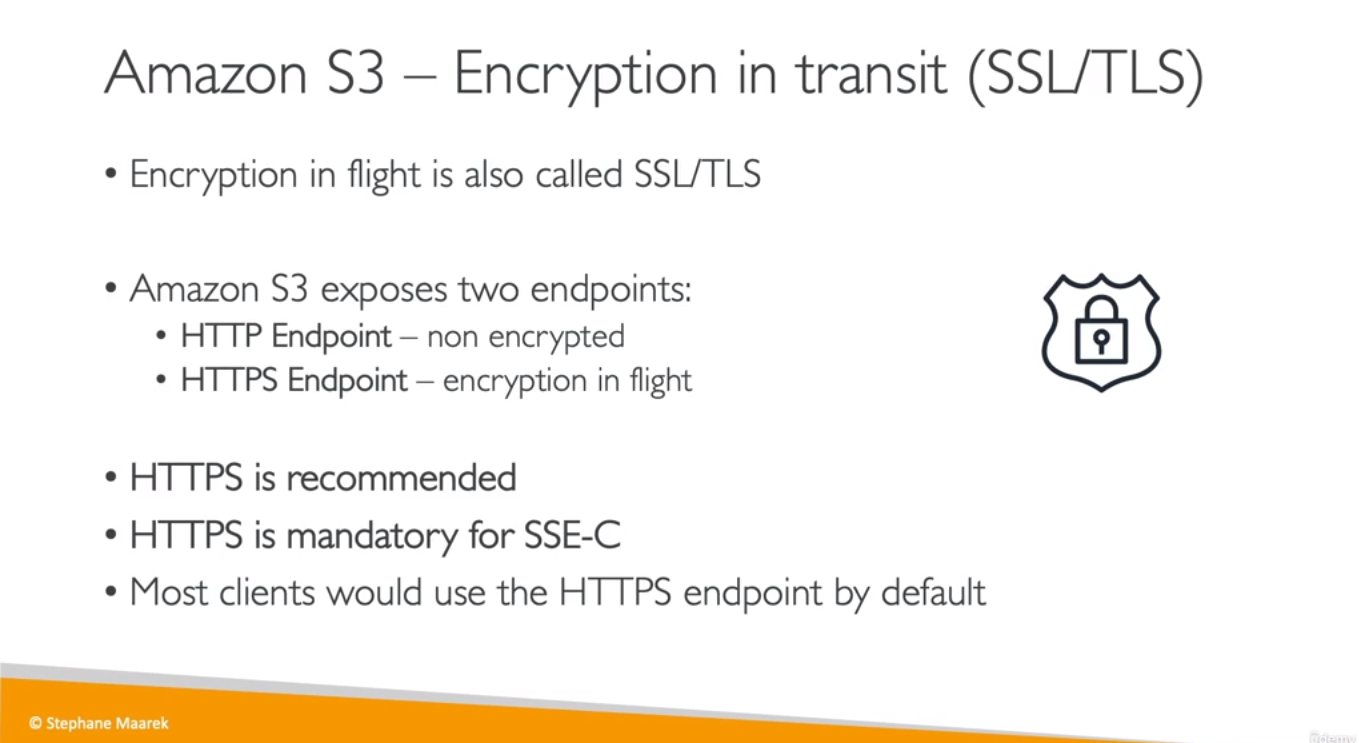 Amazon S3 – Encryption in transit (SSL/TLS)
• Encryption in flight is also called SSL/TLS
• Amazon S3 exposes two endpoints:
• HTTP Endpoint – non encrypted
• HTTPS Endpoint – encryption in flight
• HTTPS is recommended
• HTTPS is mandatory for SSE-C
• Most clients would use the HTTPS endpoint by default
© Stephane Maarek
Udemy